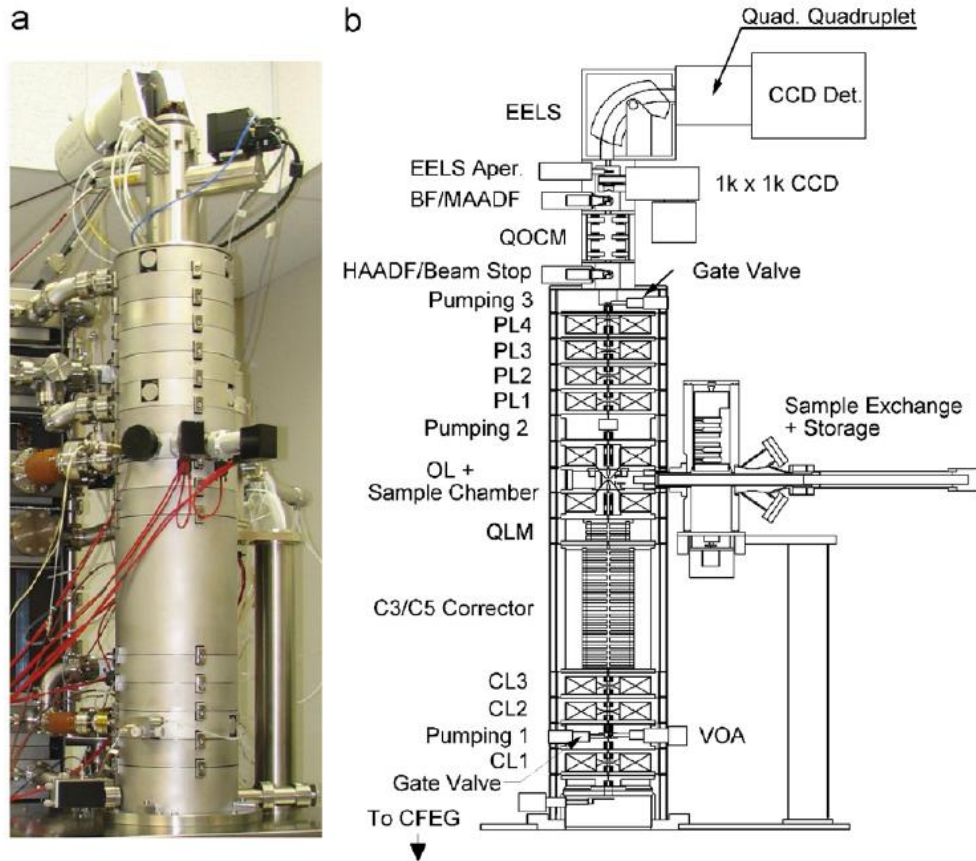 a
b
Quad. Quadruplet
CCD Det.
EELS
EELS Aper.
1k x 1k CCD
BF/MAADF
QOCM
HAADF/Beam Stop
Gate Valve
Pumping 3
PL4
PL3
PL2
PL1
Pumping 2
Sample Exchange
+ Storage
OL +
Sample Chamber
QLM
C3/C5 Corrector
CL3
CL2
Pumping 1
VOA
CL1
Gate Valve
To CFEG